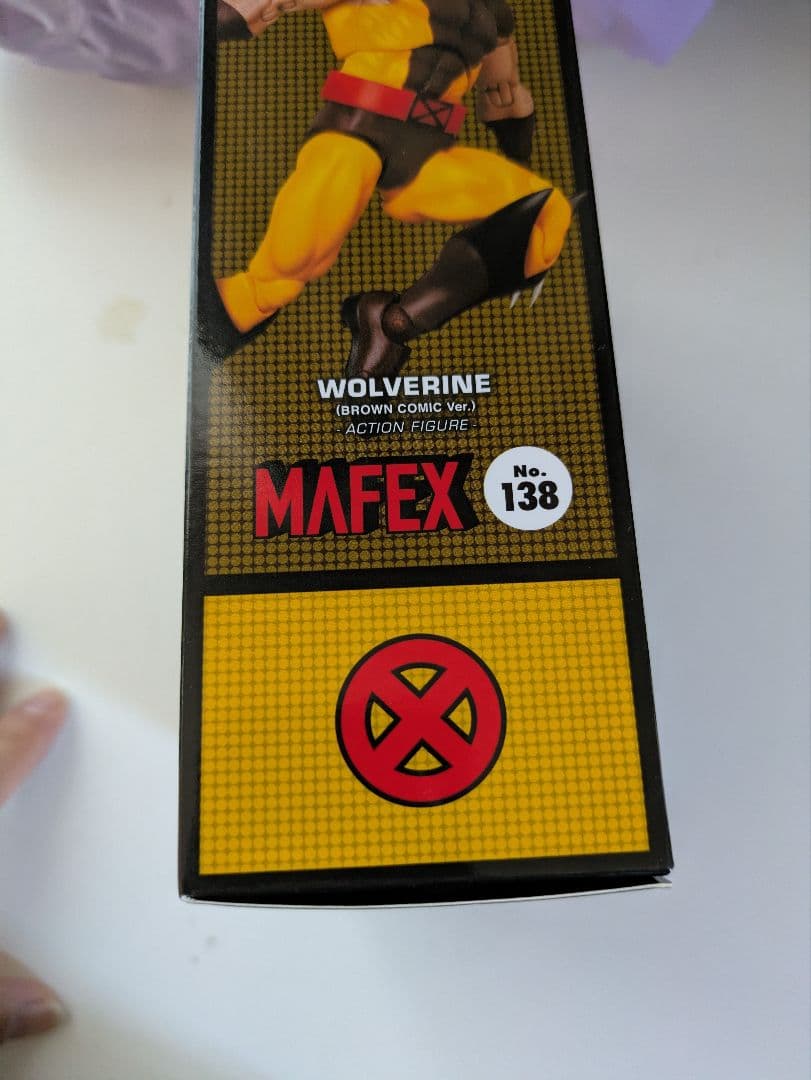 WOLVERINE
(BROWN COMIC Ver.)
- ACTION FIGURE -
MAFEX
No.
138